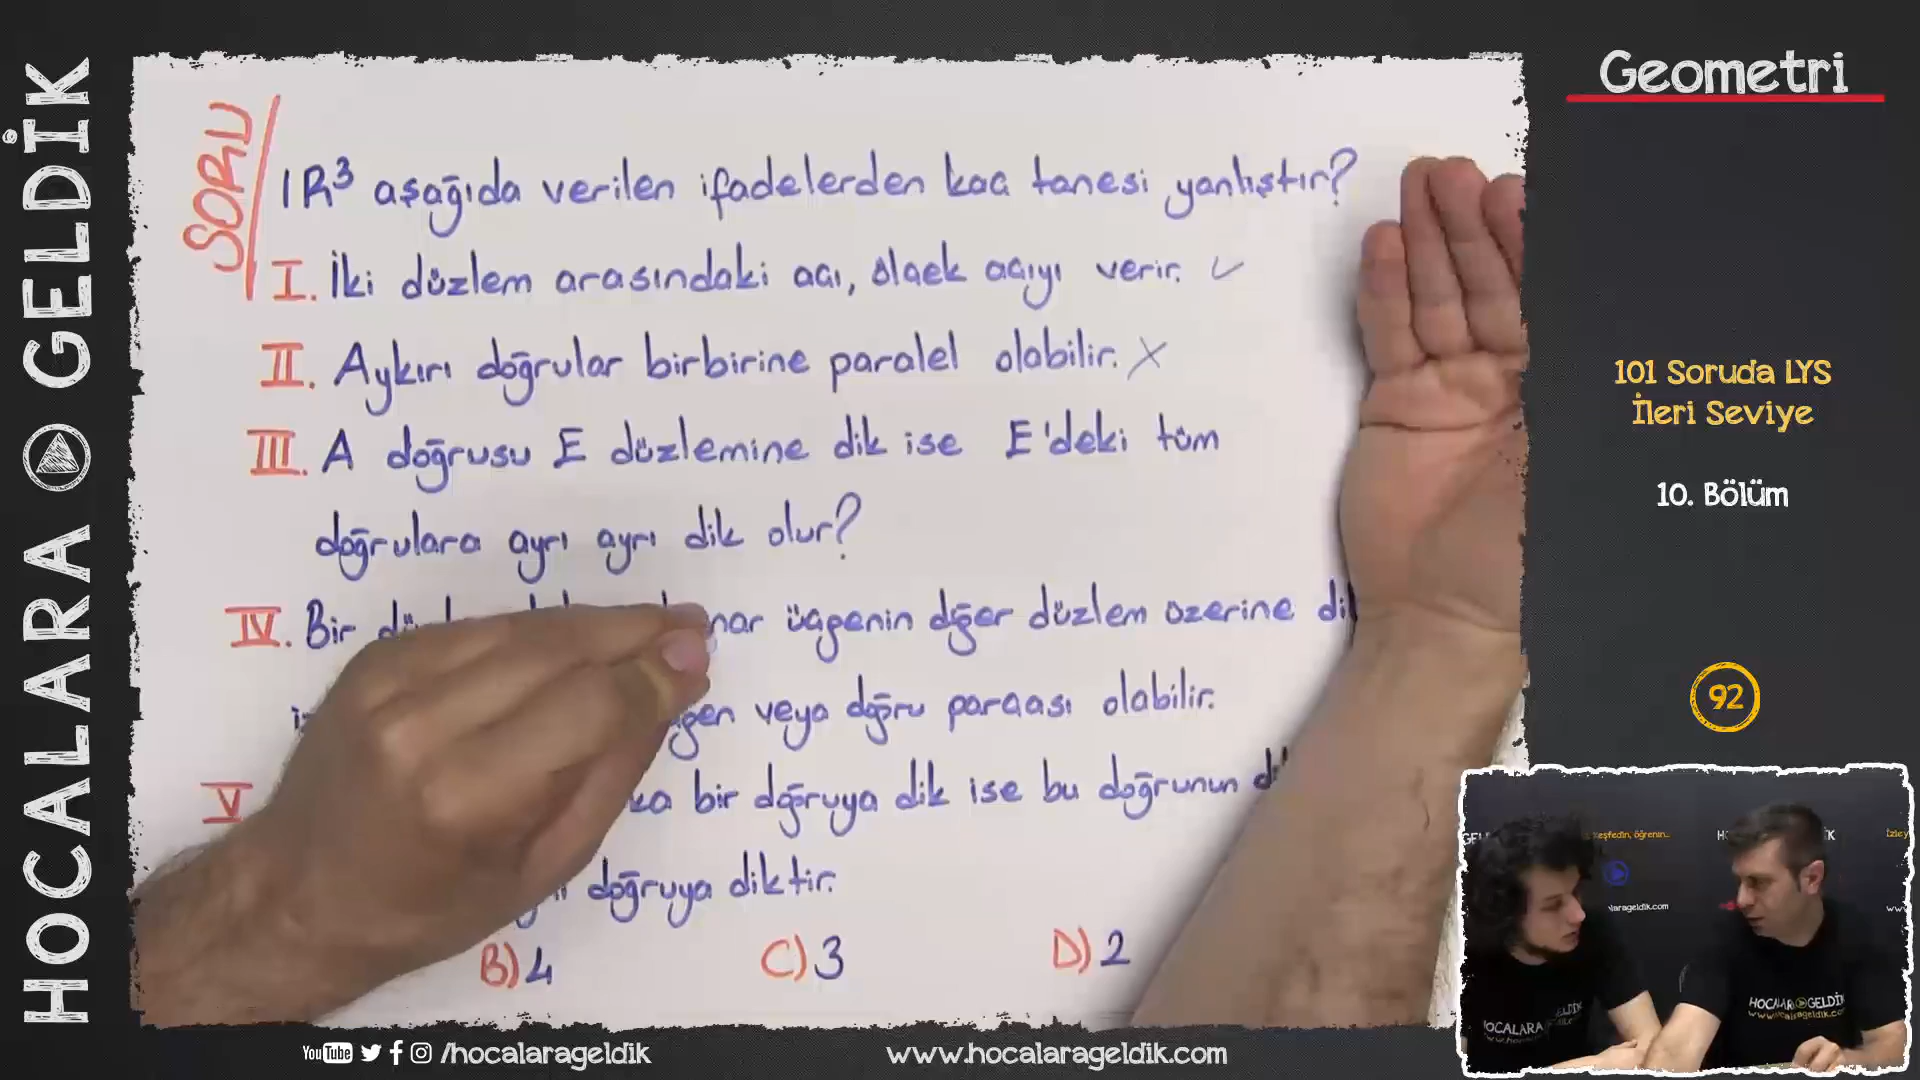 HOCALARA GELDİK
Geometri
SORU
IR³ aşağıda verilen ifadelerden kaç tanesi yanlıştır?
I. İki düzlem arasındaki açı, ölçek açıyı verir. ✓
II. Aykırı doğrular birbirine paralel olabilir. X
III. A doğrusu E düzlemine dik ise E'deki tüm
doğrulara ayrı ayrı dik olur?
IV. Bir üçgenin diğer düzlem üzerine
veya doğru parçası olabilir.
V bir doğruya dik ise bu doğrunun
doğruya diktir.
B) 4 C) 3 D) 2
101 Soruda LYS
İleri Seviye
10. Bölüm
92
YouTube /hocalarageldik
www.hocalarageldik.com